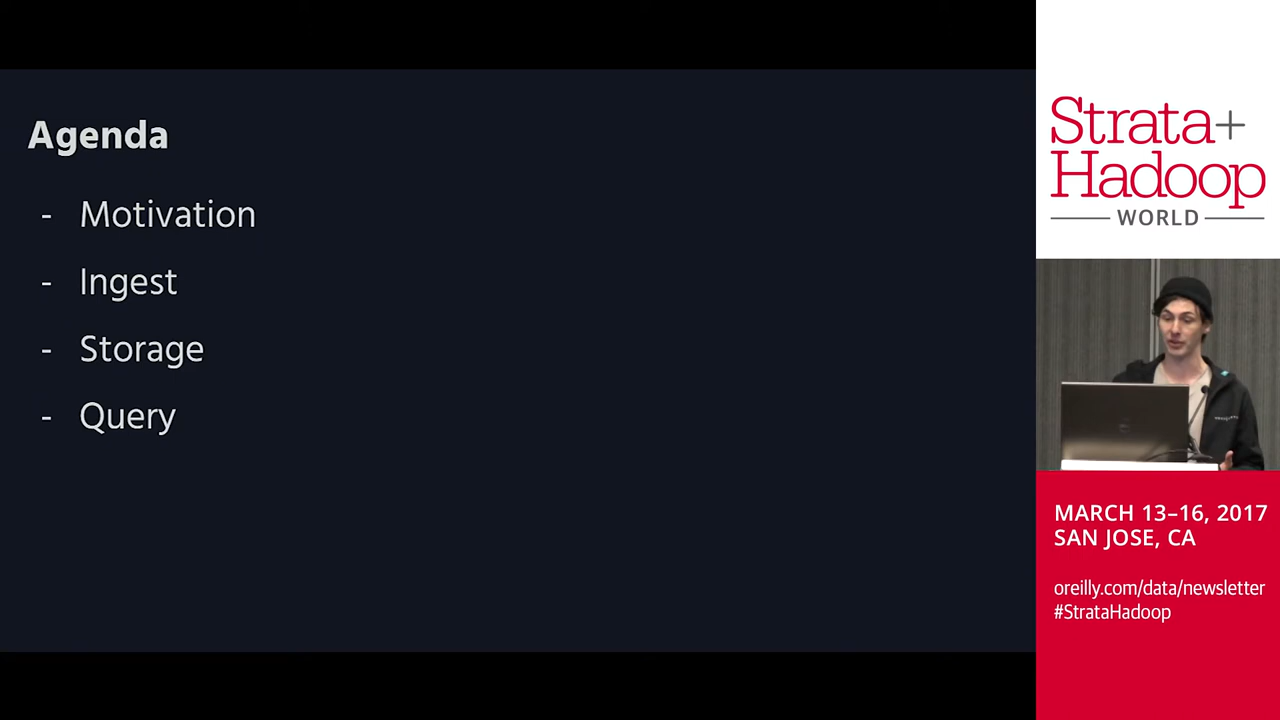 Agenda
- Motivation
- Ingest
- Storage
- Query
Strata+
Hadoop
WORLD
MARCH 13–16, 2017
SAN JOSE, CA
oreilly.com/data/newsletter
#StrataHadoop